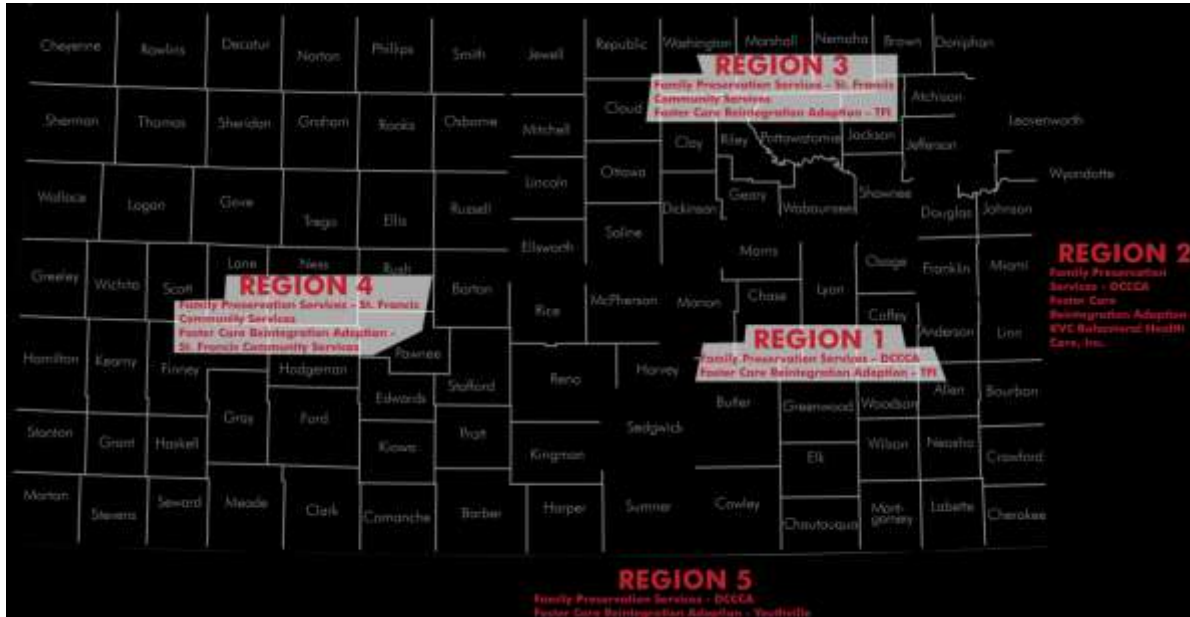 Cheyenne Rawlins Decatur Norton Phillips Smith Jewell Republic Washington Marshall Nemaha Brown Doniphan
REGION 3
Family Preservation Services - St. Francis
Community Services
Foster Care Reintegration Adoption - TFI
Sherman Thomas Sheridan Graham Rooks Osborne Mitchell Cloud Clay Riley Pottawatomie Jackson Atchison Jefferson Leavenworth
Wyandotte
Wallace Logan Gove Trego Ellis Russell Lincoln Ottawa Dickinson Geary Wabaunsee Shawnee Douglas Johnson
Ellsworth Saline Morris
Greeley Wichita Scott Lane Ness Rush Barton Rice McPherson Marion Chase Lyon Osage Franklin Miami
REGION 2
Family Preservation
Services - DCCCA
Foster Care
Reintegration Adoption
KVC Behavioral Health
Care, Inc.
REGION 4
Family Preservation Services - St. Francis
Community Services
Foster Care Reintegration Adoption -
St. Francis Community Services
Coffey Anderson Linn
REGION 1
Family Preservation Services - DCCCA
Foster Care Reintegration Adoption - TFI
Hamilton Kearny Finney Hodgeman Pawnee Stafford Reno Harvey
Gray Ford Edwards Butler Greenwood Woodson Allen Bourbon
Stanton Grant Haskell Kiowa Pratt Kingman Sedgwick Elk Wilson Neosho Crawford
Morton Stevens Seward Meade Clark Comanche Barber Harper Sumner Cowley Chautauqua Mont-
gomery Labette Cherokee
REGION 5
Family Preservation Services - DCCCA
Foster Care Reintegration Adoption - Youthville